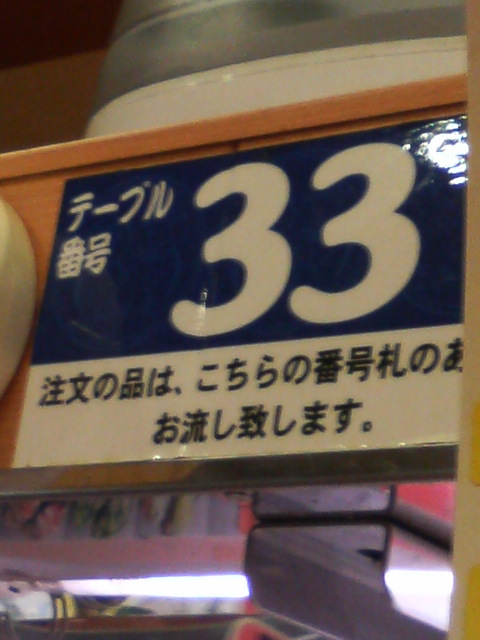 テーブル
番号
33
注文の品は、こちらの番号札のあ
お流し致します。